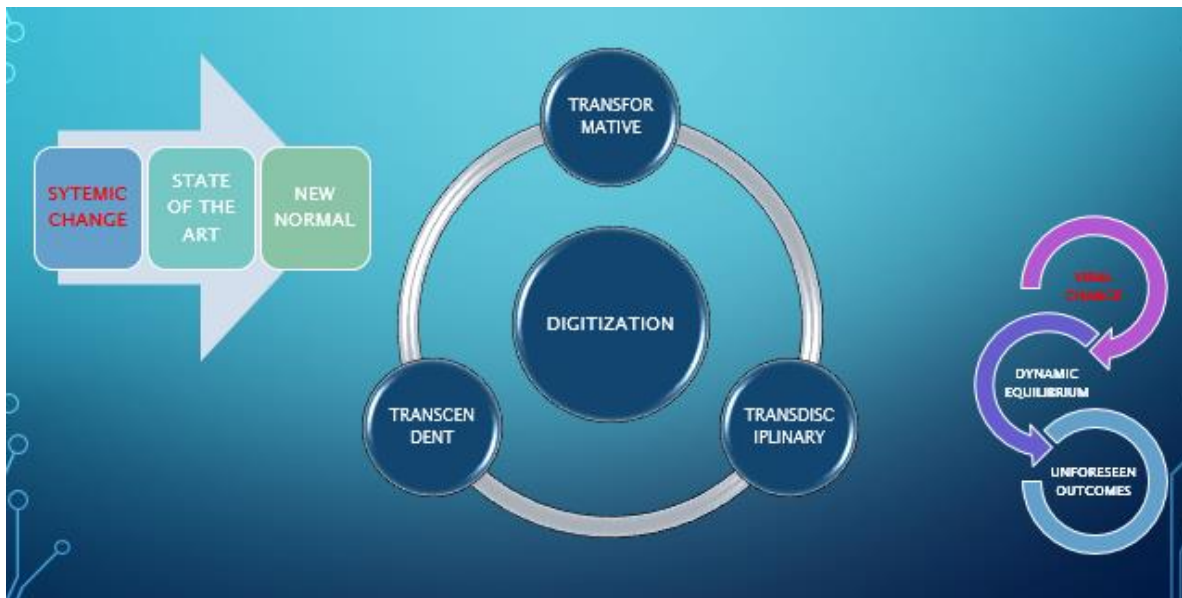 SYTEMIC
CHANGE
STATE
OF THE
ART
NEW
NORMAL
TRANSFOR
MATIVE
DIGITIZATION
TRANSCEN
DENT
TRANSDISC
IPLINARY
CHANGE
DYNAMIC
EQUILIBRIUM
UNFORESEEN
OUTCOMES